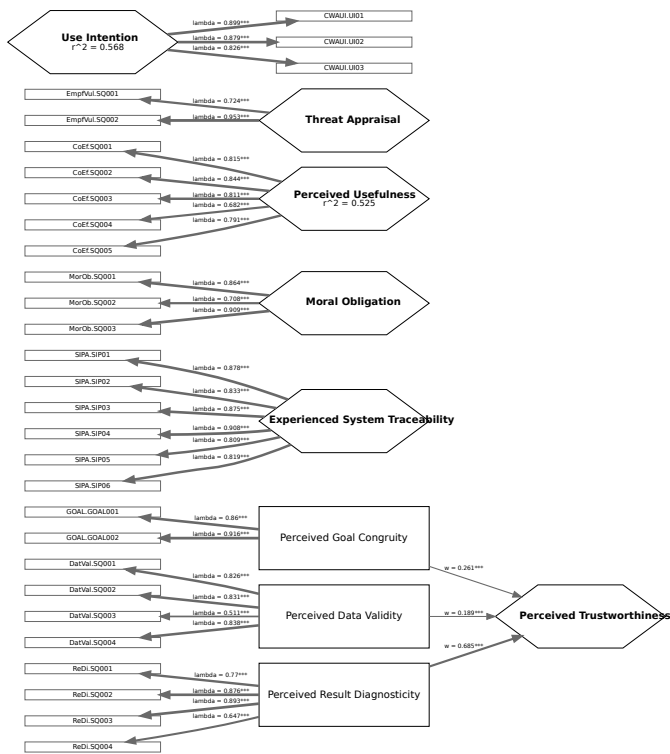 Use Intention
r^2 = 0.568
lambda = 0.899***
lambda = 0.879***
lambda = 0.826***
CWAUI.UI01
CWAUI.UI02
CWAUI.UI03
EmpfVul.SQ001
EmpfVul.SQ002
lambda = 0.724***
lambda = 0.953***
Threat Appraisal
CoEf.SQ001
CoEf.SQ002
CoEf.SQ003
CoEf.SQ004
CoEf.SQ005
lambda = 0.815***
lambda = 0.844***
lambda = 0.811***
lambda = 0.682***
lambda = 0.791***
Perceived Usefulness
r^2 = 0.525
MorOb.SQ001
MorOb.SQ002
MorOb.SQ003
lambda = 0.864***
lambda = 0.708***
lambda = 0.909***
Moral Obligation
SIPA.SIP01
SIPA.SIP02
SIPA.SIP03
SIPA.SIP04
SIPA.SIP05
SIPA.SIP06
lambda = 0.878***
lambda = 0.833***
lambda = 0.875***
lambda = 0.908***
lambda = 0.809***
lambda = 0.819***
Experienced System Traceability
GOAL.GOAL001
GOAL.GOAL002
lambda = 0.86***
lambda = 0.916***
Perceived Goal Congruity
DatVal.SQ001
DatVal.SQ002
DatVal.SQ003
DatVal.SQ004
lambda = 0.826***
lambda = 0.831***
lambda = 0.511***
lambda = 0.838***
Perceived Data Validity
ReDi.SQ001
ReDi.SQ002
ReDi.SQ003
ReDi.SQ004
lambda = 0.77***
lambda = 0.876***
lambda = 0.893***
lambda = 0.647***
Perceived Result Diagnosticity
w = 0.261***
w = 0.189***
w = 0.685***
Perceived Trustworthiness